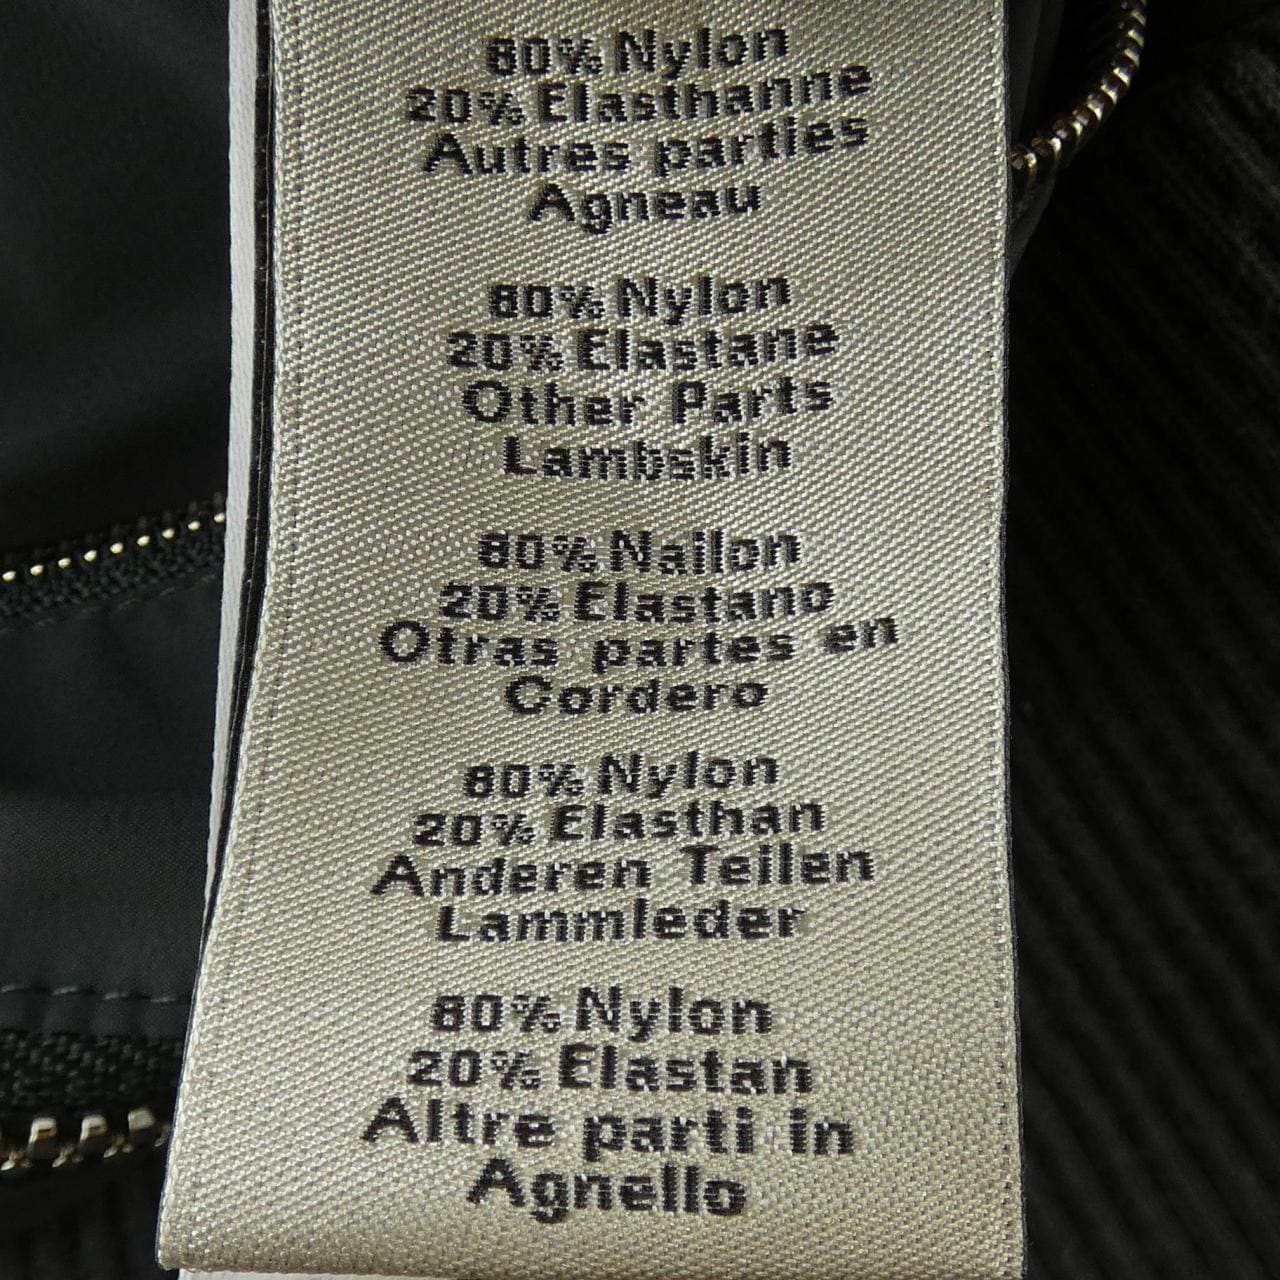 80% Nylon
20% Elasthanne
Autres parties
Agneau
80% Nylon
20% Elastane
Other Parts
Lambskin
80% Nailon
20% Elastano
Otras partes en
Cordero
80% Nylon
20% Elasthan
Anderen Teilen
Lammleder
80% Nylon
20% Elastan
Altre parti in
Agnello